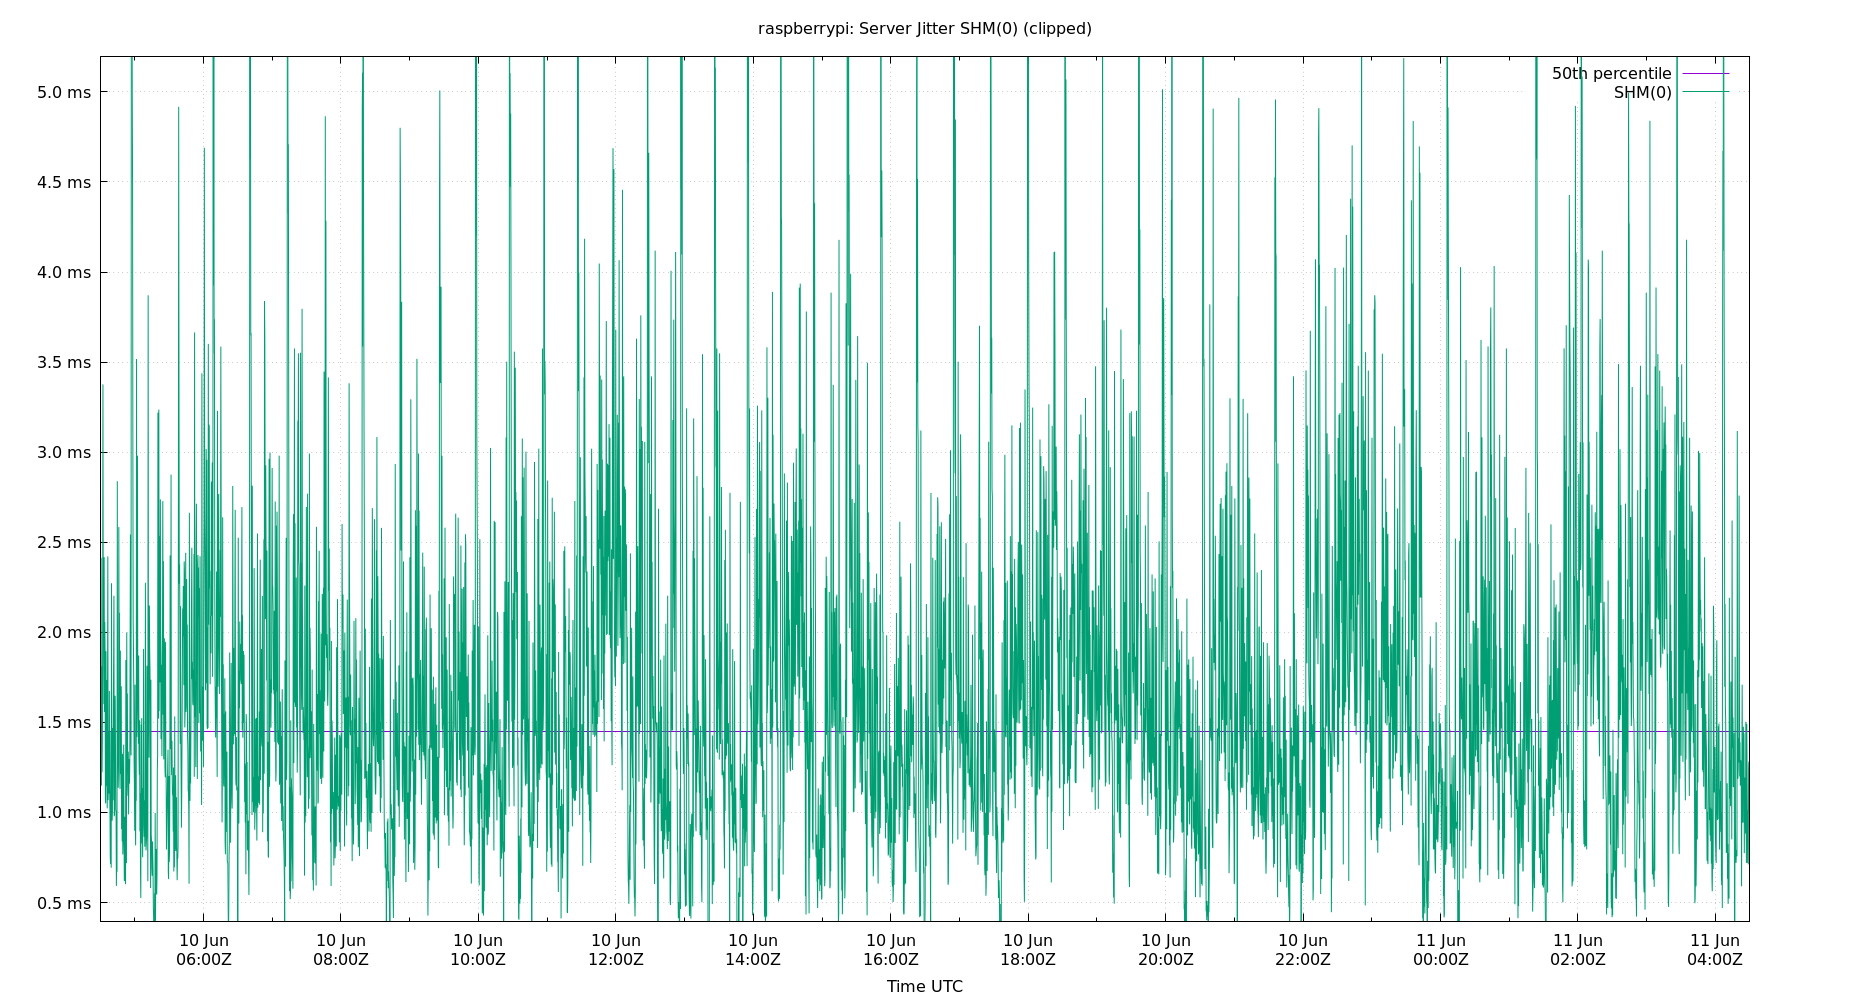 raspberrypi: Server Jitter SHM(0) (clipped)
50th percentile
SHM(0)
5.0 ms
4.5 ms
4.0 ms
3.5 ms
3.0 ms
2.5 ms
2.0 ms
1.5 ms
1.0 ms
0.5 ms
10 Jun 10 Jun 10 Jun 10 Jun 10 Jun 10 Jun 10 Jun 10 Jun 10 Jun 11 Jun 11 Jun 11 Jun
06:00Z 08:00Z 10:00Z 12:00Z 14:00Z 16:00Z 18:00Z 20:00Z 22:00Z 00:00Z 02:00Z 04:00Z
Time UTC